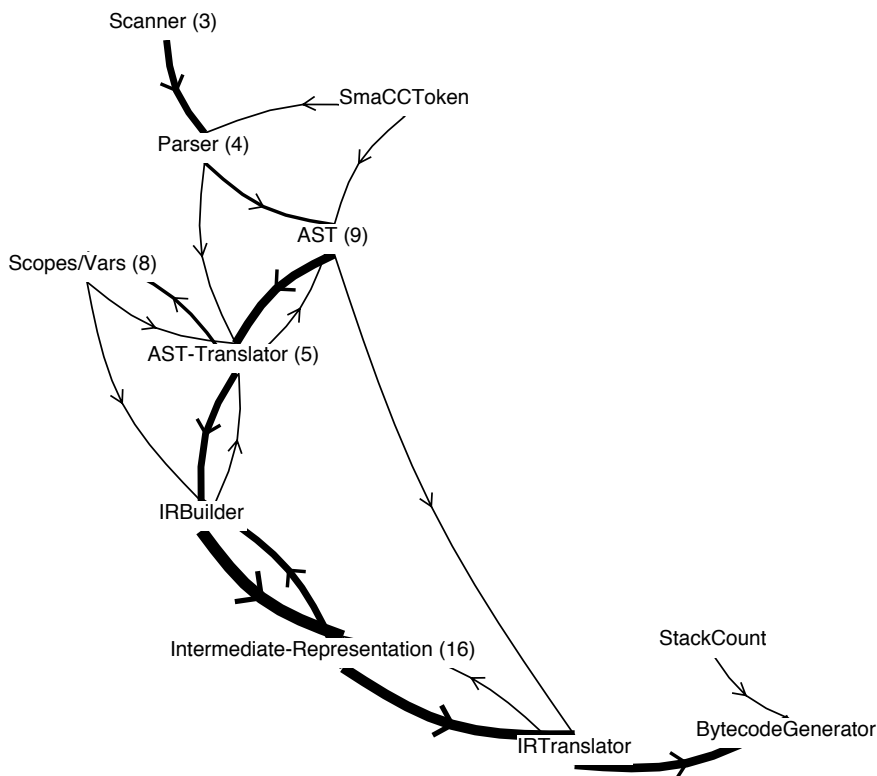 Scanner (3)
SmaCCToken
Parser (4)
AST (9)
Scopes/Vars (8)
AST-Translator (5)
IRBuilder
Intermediate-Representation (16)
StackCount
BytecodeGenerator
IRTranslator